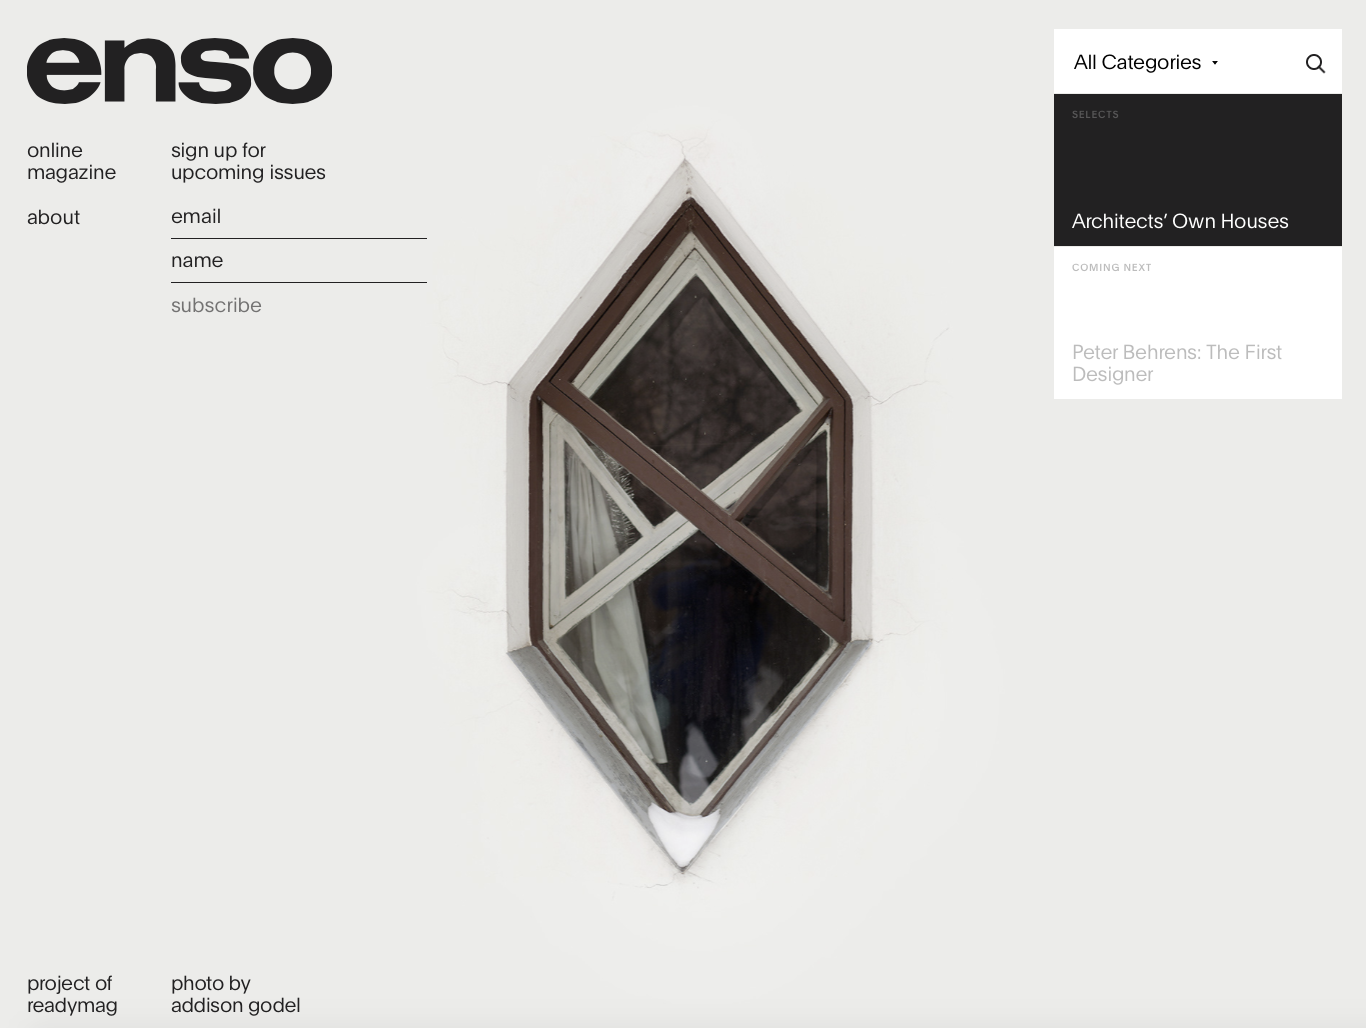 enso
online
magazine
about
sign up for
upcoming issues
email
name
subscribe
All Categories
SELECTS
Architects’ Own Houses
COMING NEXT
Peter Behrens: The First
Designer
project of
readymag
photo by
addison godel